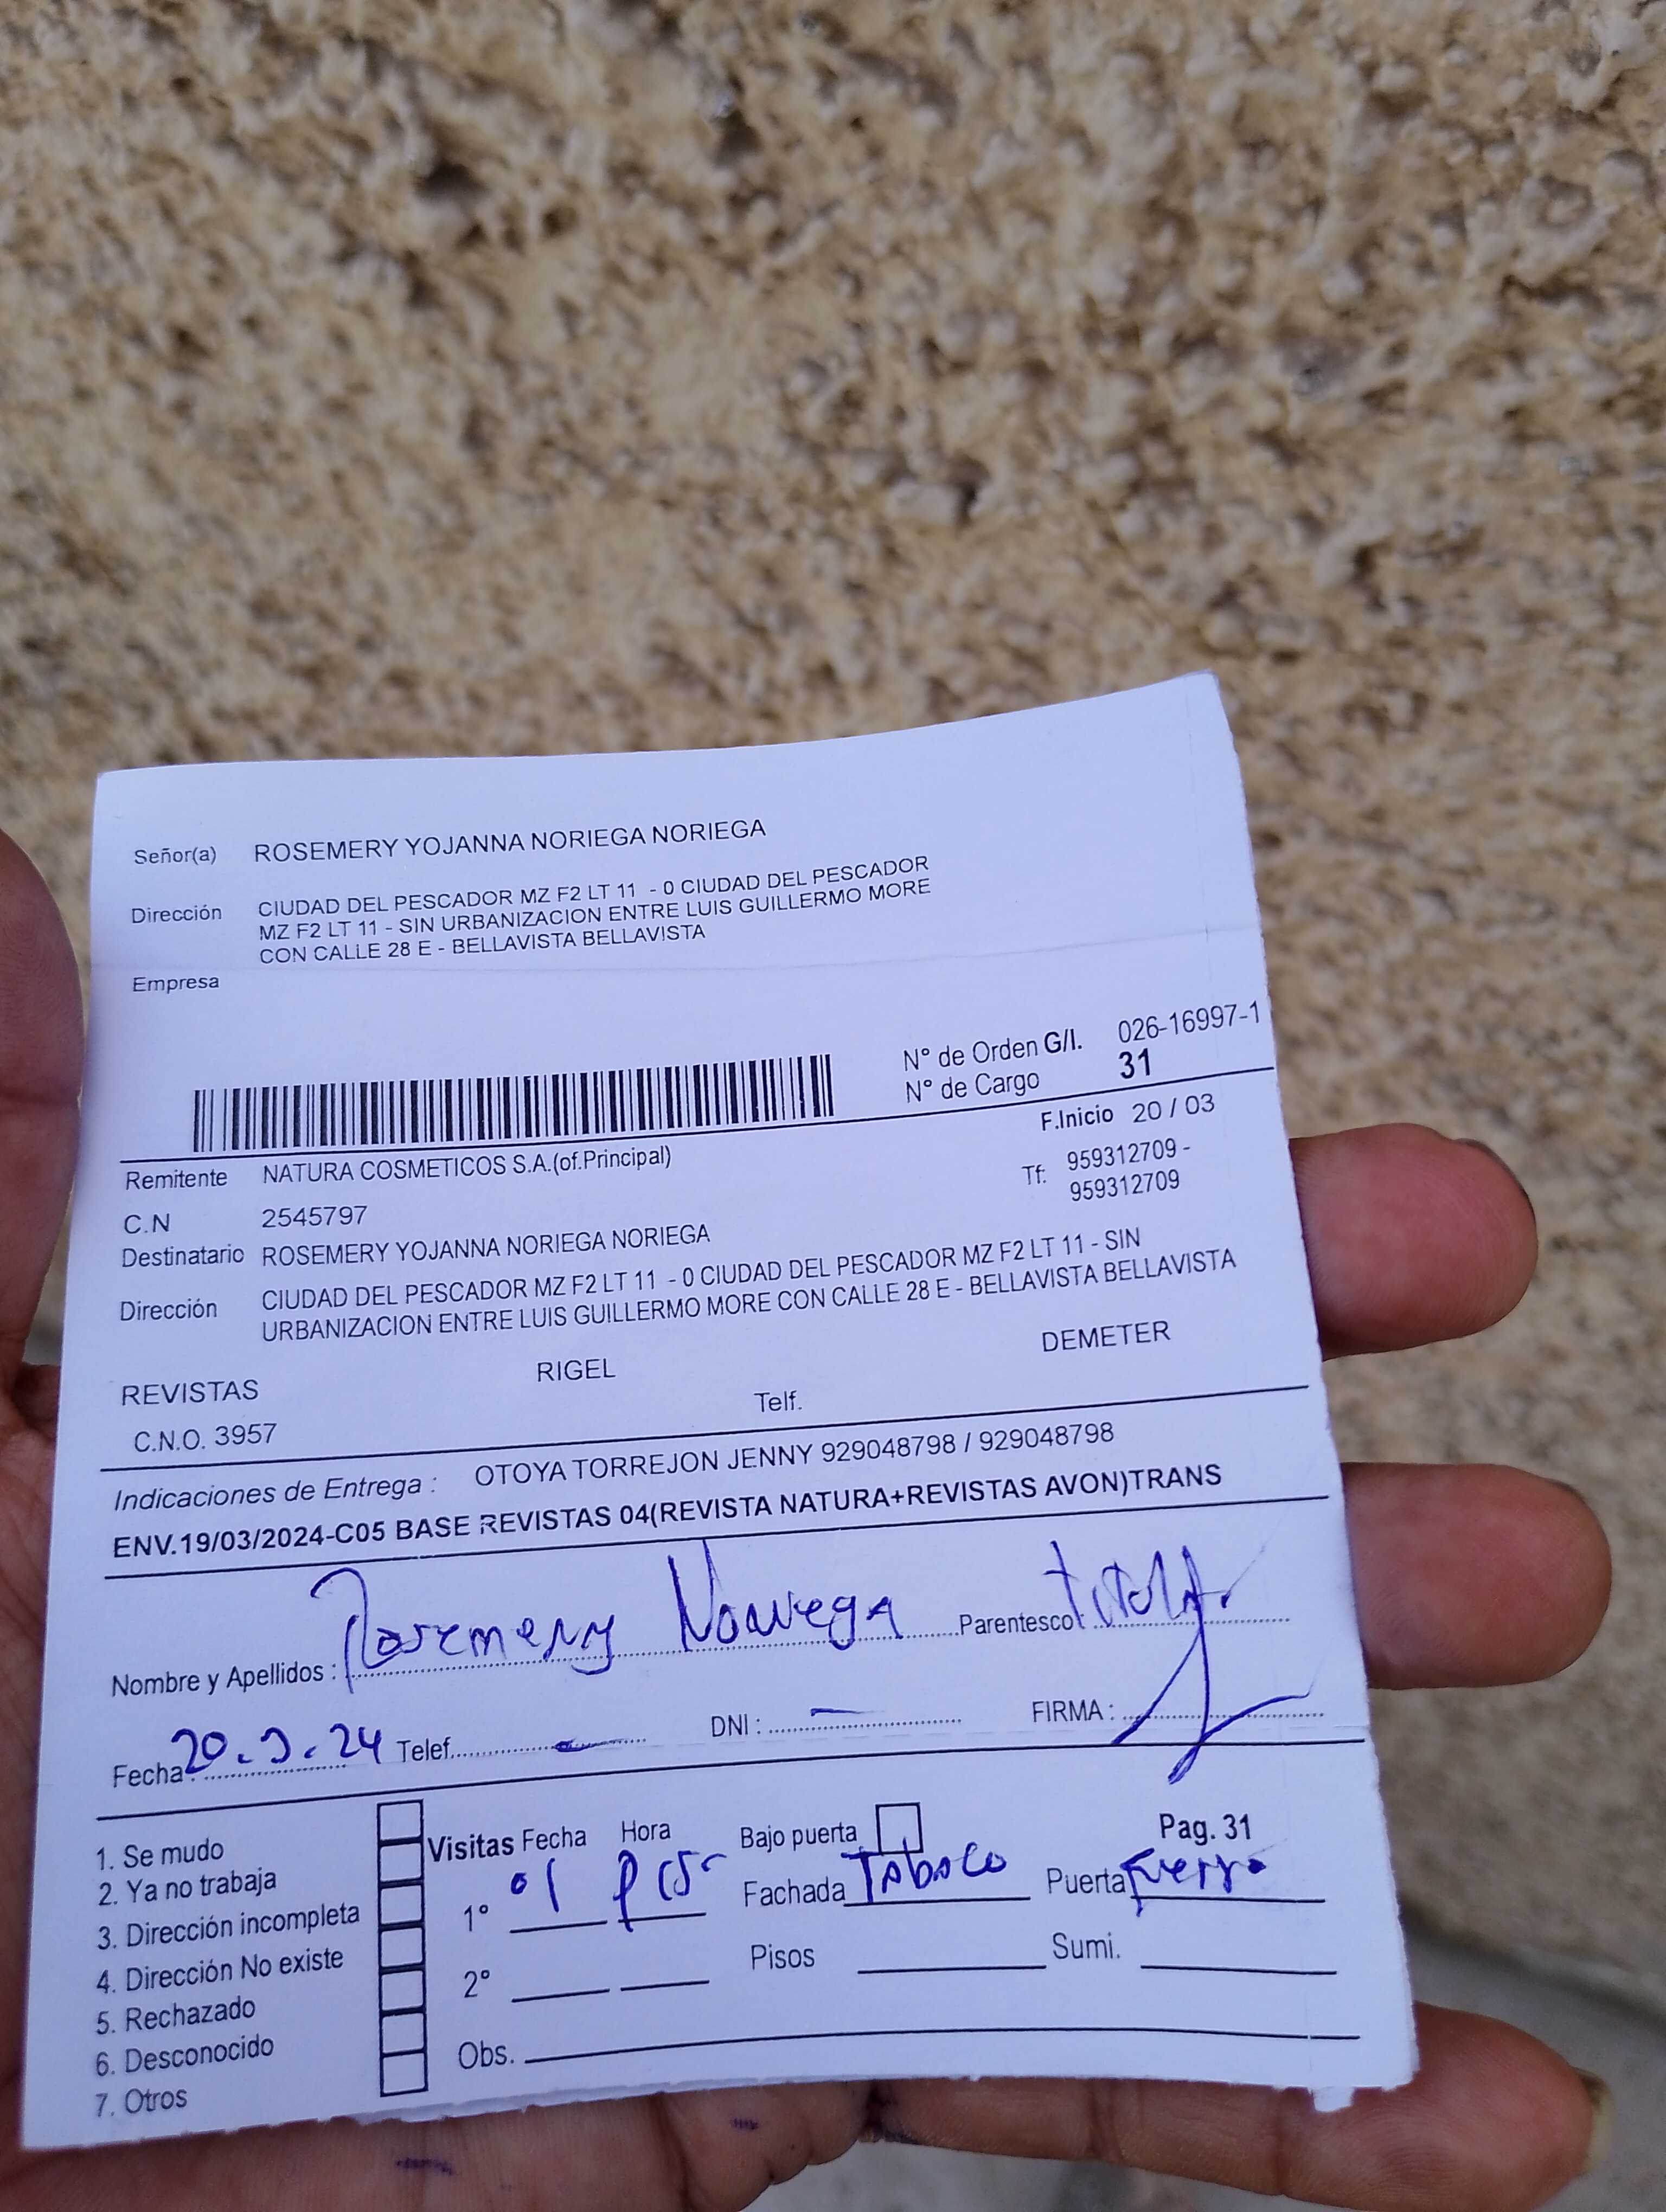 Señor(a) ROSEMERY YOJANNA NORIEGA NORIEGA
Dirección CIUDAD DEL PESCADOR MZ F2 LT 11 - 0 CIUDAD DEL PESCADOR
MZ F2 LT 11 - SIN URBANIZACION ENTRE LUIS GUILLERMO MORE
CON CALLE 28 E - BELLAVISTA BELLAVISTA
Empresa
N° de Orden G/I. 026-16997-1
N° de Cargo 31
F.Inicio 20 / 03
Remitente NATURA COSMETICOS S.A.(of.Principal)
Tf: 959312709 -
959312709
C.N 2545797
Destinatario ROSEMERY YOJANNA NORIEGA NORIEGA
Dirección CIUDAD DEL PESCADOR MZ F2 LT 11 - 0 CIUDAD DEL PESCADOR MZ F2 LT 11 - SIN
URBANIZACION ENTRE LUIS GUILLERMO MORE CON CALLE 28 E - BELLAVISTA BELLAVISTA
REVISTAS RIGEL DEMETER
C.N.O. 3957 Telf.
Indicaciones de Entrega : OTOYA TORREJON JENNY 929048798 / 929048798
ENV.19/03/2024-C05 BASE REVISTAS 04(REVISTA NATURA+REVISTAS AVON)TRANS
Nombre y Apellidos : Rosemery Noriega Parentesco: titular
Fecha: 20.3.24 Telef. - DNI : - FIRMA :
1. Se mudo
2. Ya no trabaja
3. Dirección incompleta
4. Dirección No existe
5. Rechazado
6. Desconocido
7. Otros
Visitas Fecha Hora Bajo puerta Pag. 31
1° 01 Fachada Tabaco Puerta Fierro
2° Pisos Sumi.
Obs.